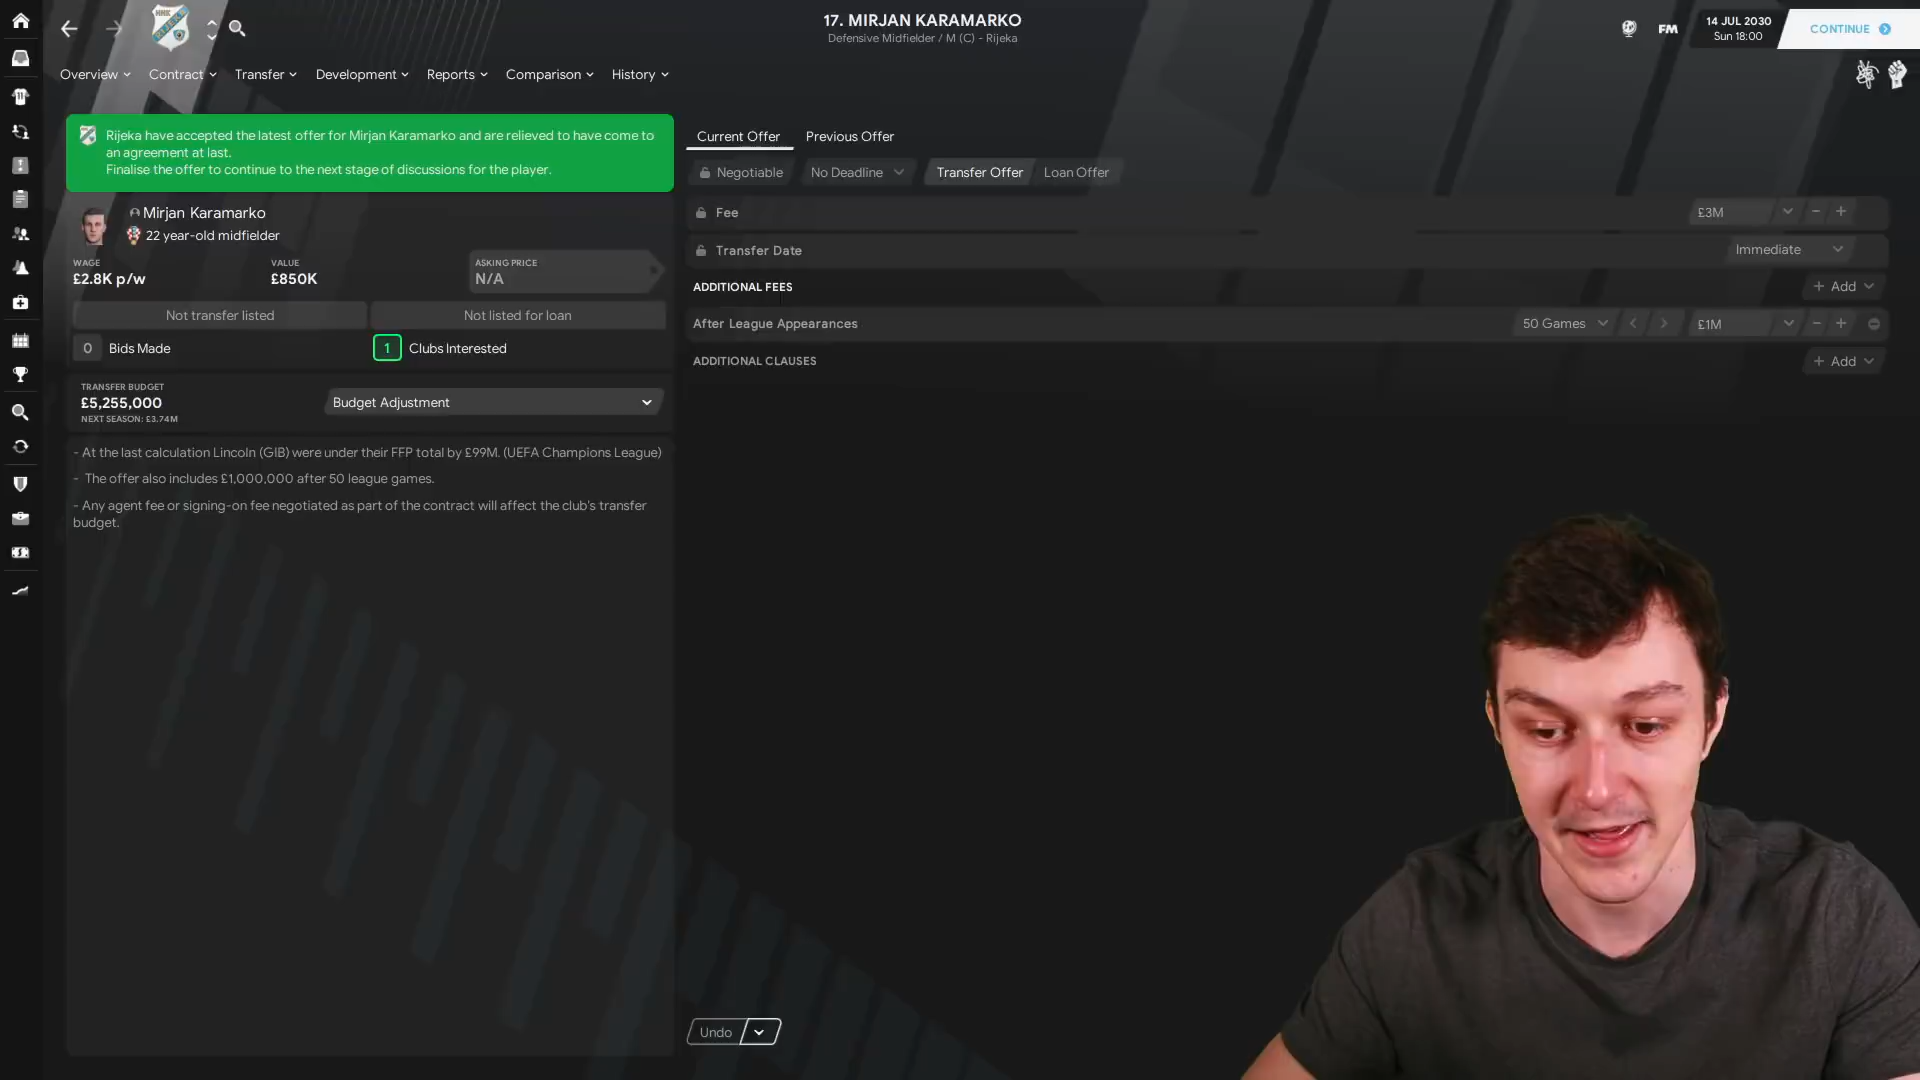 17. MIRJAN KARAMARKO
Defensive Midfielder / M (C) - Rijeka
FM
14 JUL 2030
Sun 18:00
CONTINUE
Overview
Contract
Transfer
Development
Reports
Comparison
History
Rijeka have accepted the latest offer for Mirjan Karamarko and are relieved to have come to
an agreement at last.
Finalise the offer to continue to the next stage of discussions for the player.
Mirjan Karamarko
22 year-old midfielder
WAGE
£2.8K p/w
VALUE
£850K
ASKING PRICE
N/A
Not transfer listed
Not listed for loan
0 Bids Made
1 Clubs Interested
TRANSFER BUDGET
£5,255,000
NEXT SEASON: £3.74M
Budget Adjustment
- At the last calculation Lincoln (GIB) were under their FFP total by £99M. (UEFA Champions League)
- The offer also includes £1,000,000 after 50 league games.
- Any agent fee or signing-on fee negotiated as part of the contract will affect the club's transfer
budget.
Current Offer
Previous Offer
Negotiable
No Deadline
Transfer Offer
Loan Offer
Fee
£3M
Transfer Date
Immediate
ADDITIONAL FEES
Add
After League Appearances
50 Games
£1M
ADDITIONAL CLAUSES
Add
Undo